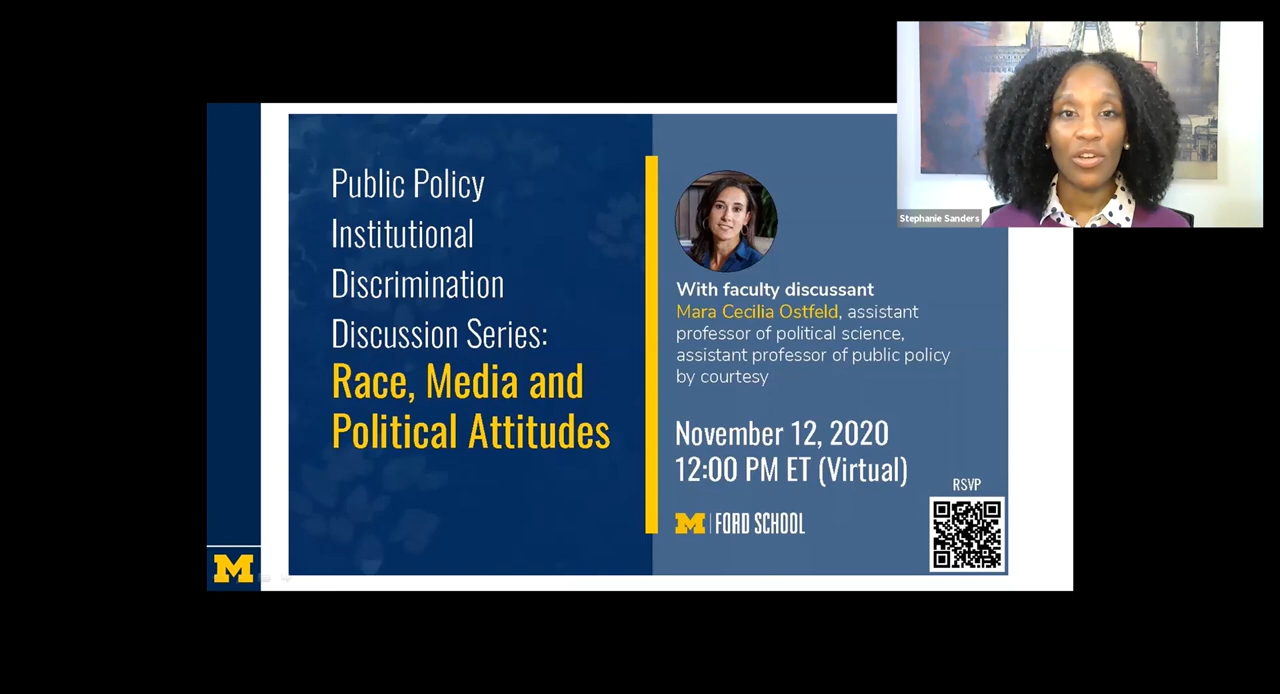 Public Policy
Institutional
Discrimination
Discussion Series:
Race, Media and
Political Attitudes
With faculty discussant
Mara Cecilia Ostfeld, assistant
professor of political science,
assistant professor of public policy
by courtesy
November 12, 2020
12:00 PM ET (Virtual)
RSVP
M | FORD SCHOOL
M
Stephanie Sanders